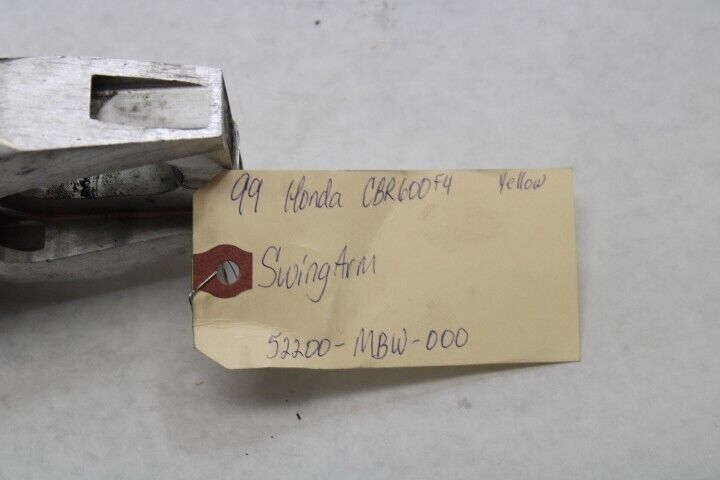 99 Honda CBR600F4 Yellow
SwingArm
52200-MBW-000